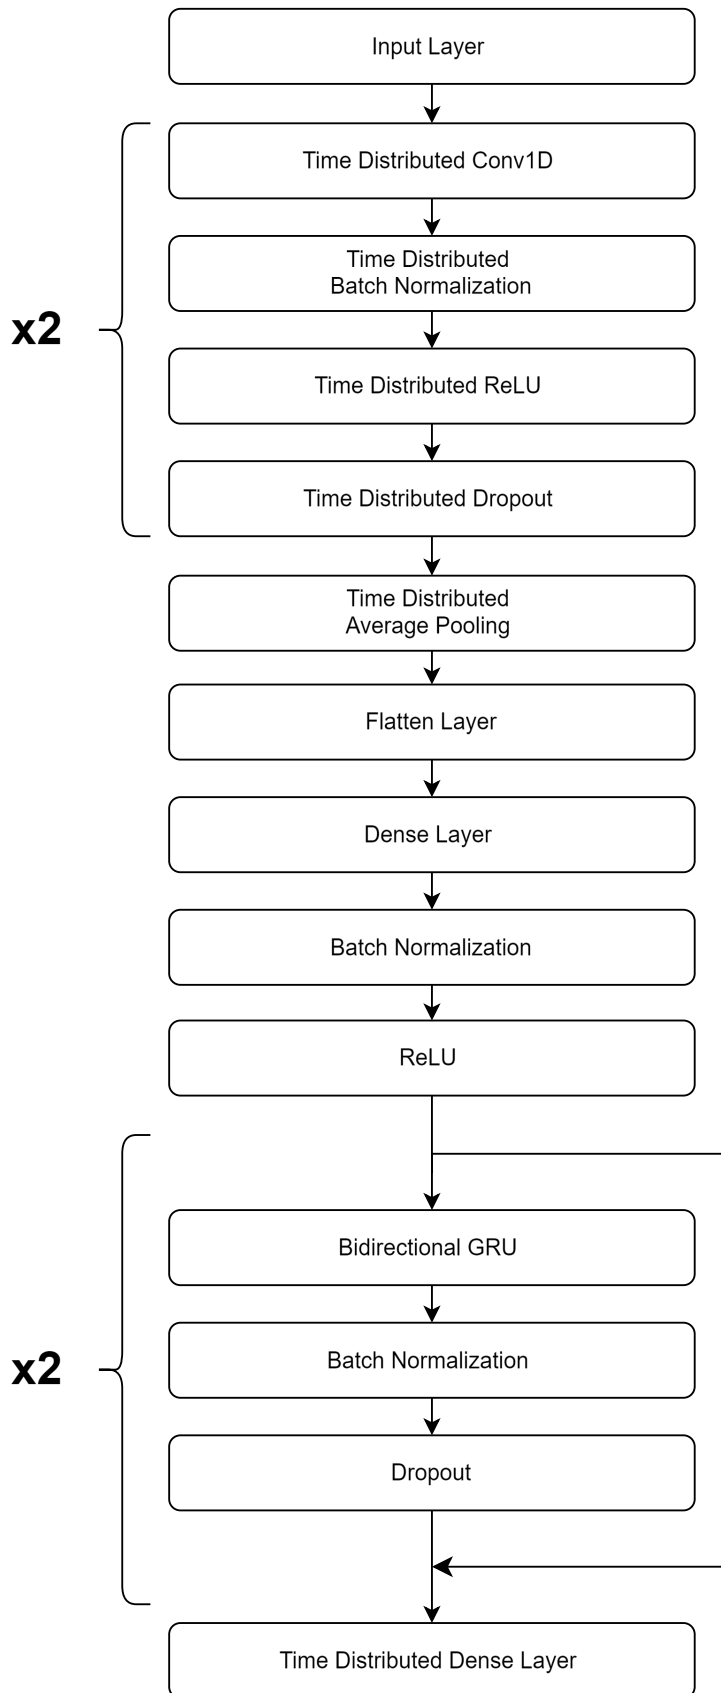 Input Layer
Time Distributed Conv1D
Time Distributed
Batch Normalization
x2
Time Distributed ReLU
Time Distributed Dropout
Time Distributed
Average Pooling
Flatten Layer
Dense Layer
Batch Normalization
ReLU
Bidirectional GRU
Batch Normalization
x2
Dropout
Time Distributed Dense Layer